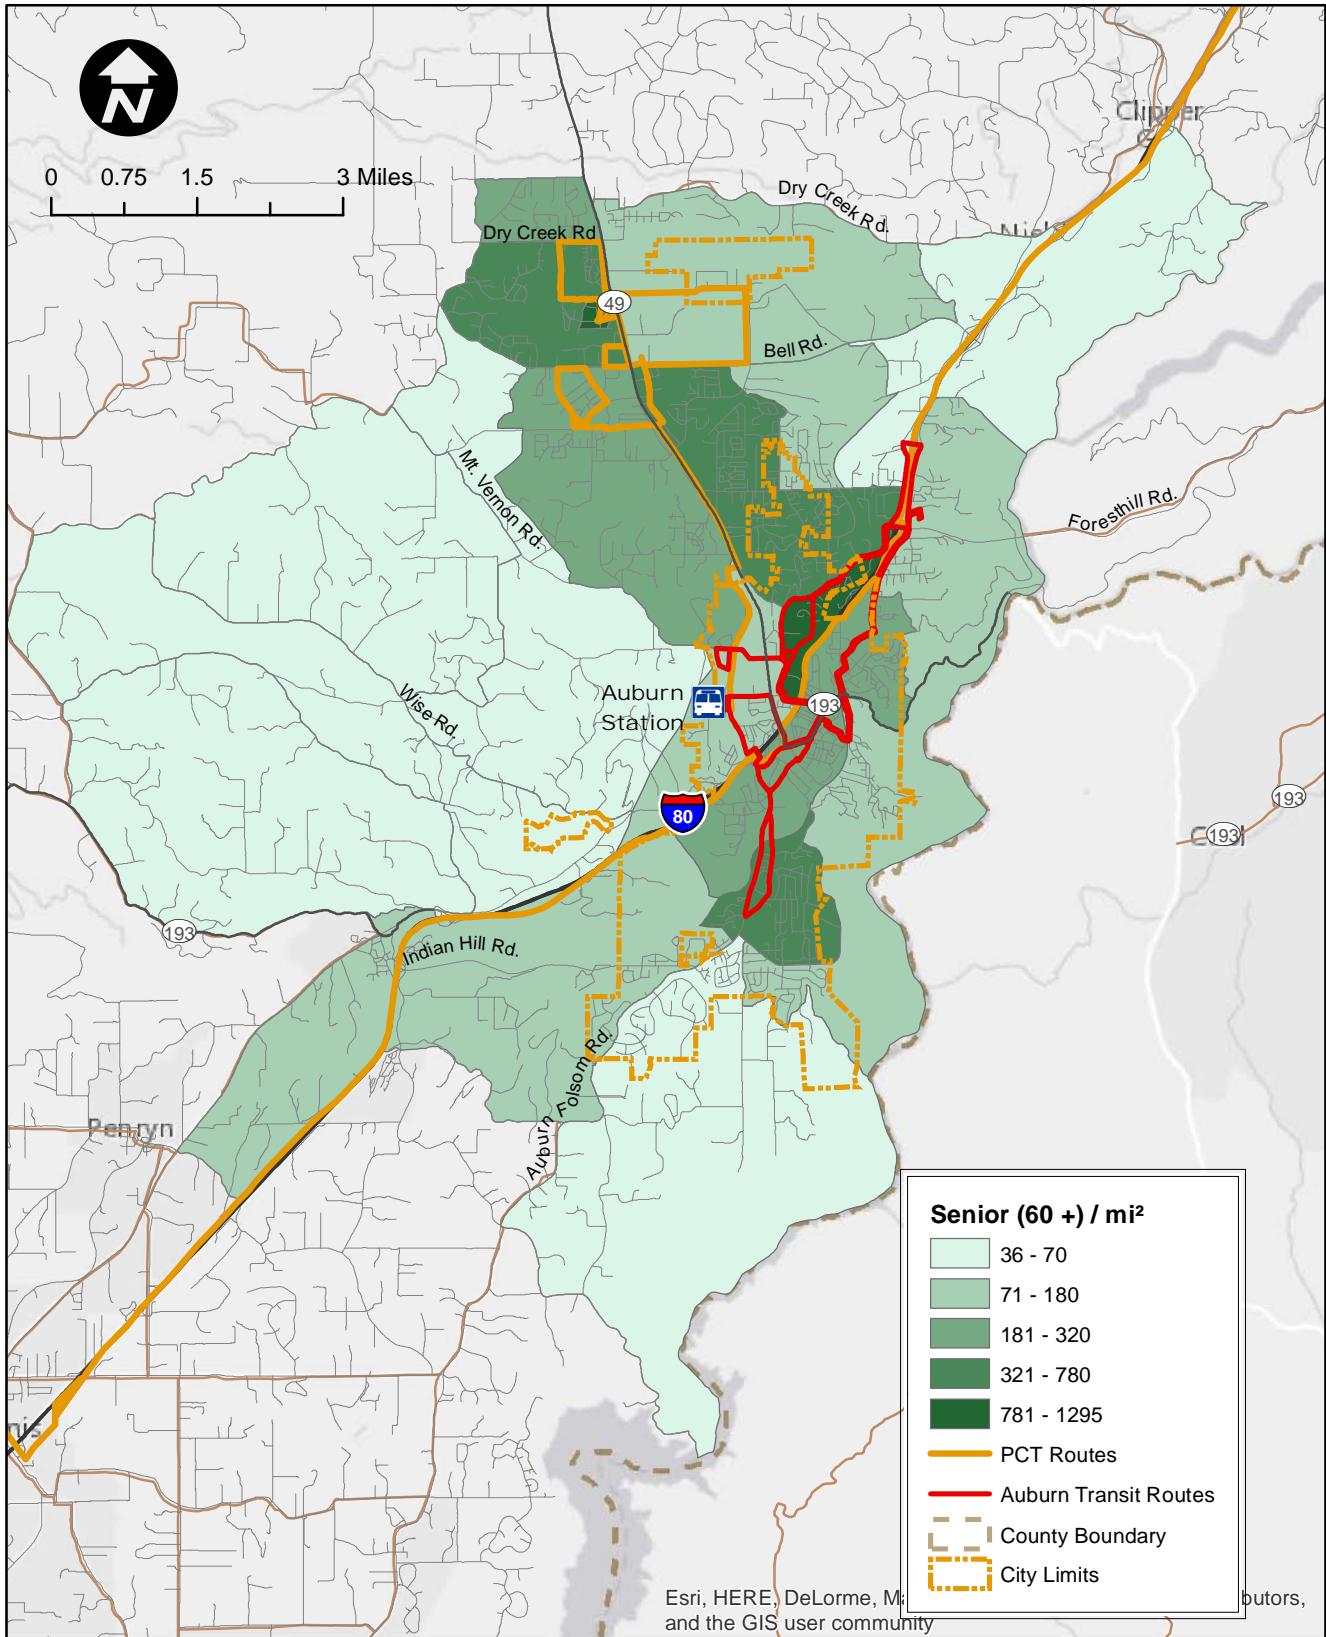 Clipper
N
0 0.75 1.5 3 Miles
Dry Creek Rd.
Dry Creek Rd
49
Bell Rd.
Foresthill Rd.
Mt. Vernon Rd.
Wise Rd.
Auburn
Station
193
80
193
193
193
Indian Hill Rd.
Auburn Folsom Rd.
Penryn
Senior (60 +) / mi²
36 - 70
71 - 180
181 - 320
321 - 780
781 - 1295
PCT Routes
Auburn Transit Routes
County Boundary
City Limits
Esri, HERE, DeLorme, butors,
and the GIS user community